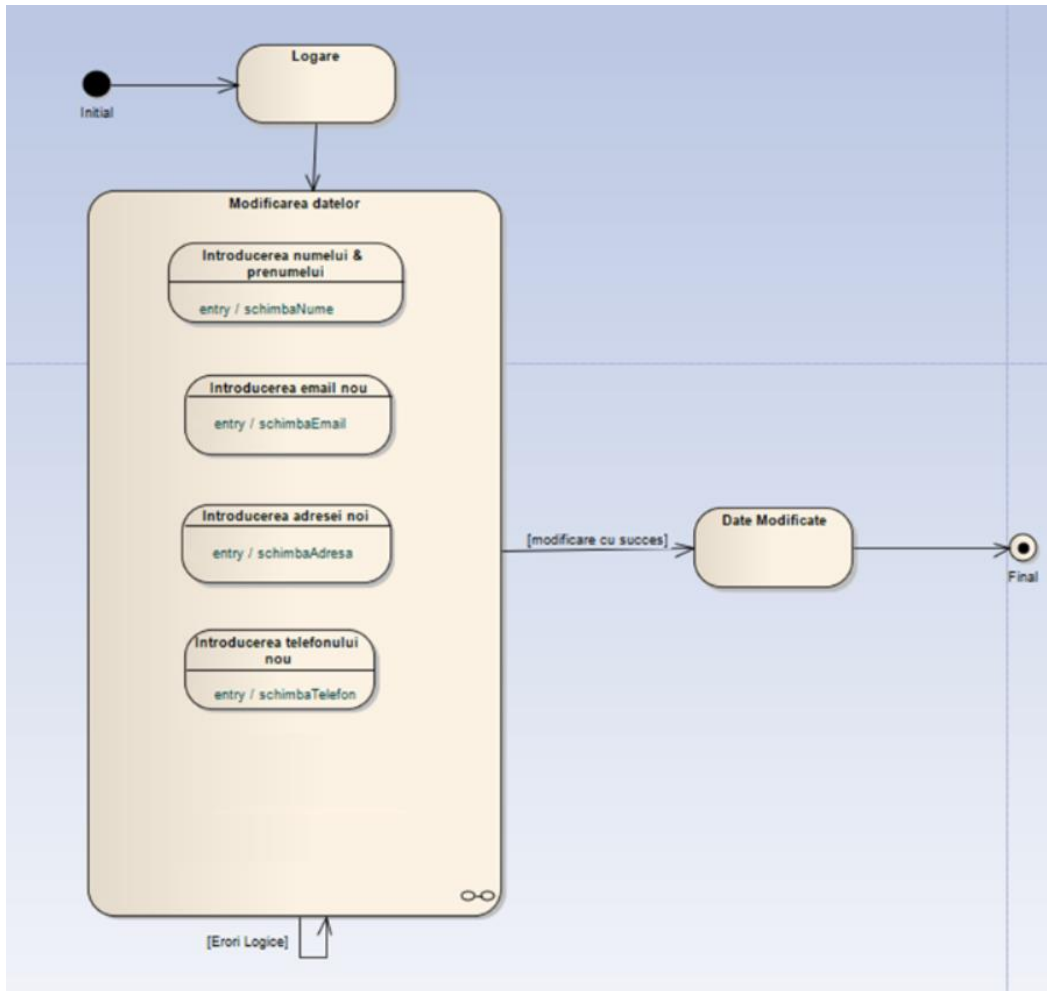 Logare
Initial
Modificarea datelor
Introducerea numelui &
prenumelui
entry / schimbaNume
Introducerea email nou
entry / schimbaEmail
Introducerea adresei noi
entry / schimbaAdresa
[modificare cu succes]
Date Modificate
Final
Introducerea telefonului
nou
entry / schimbaTelefon
[Erori Logice]